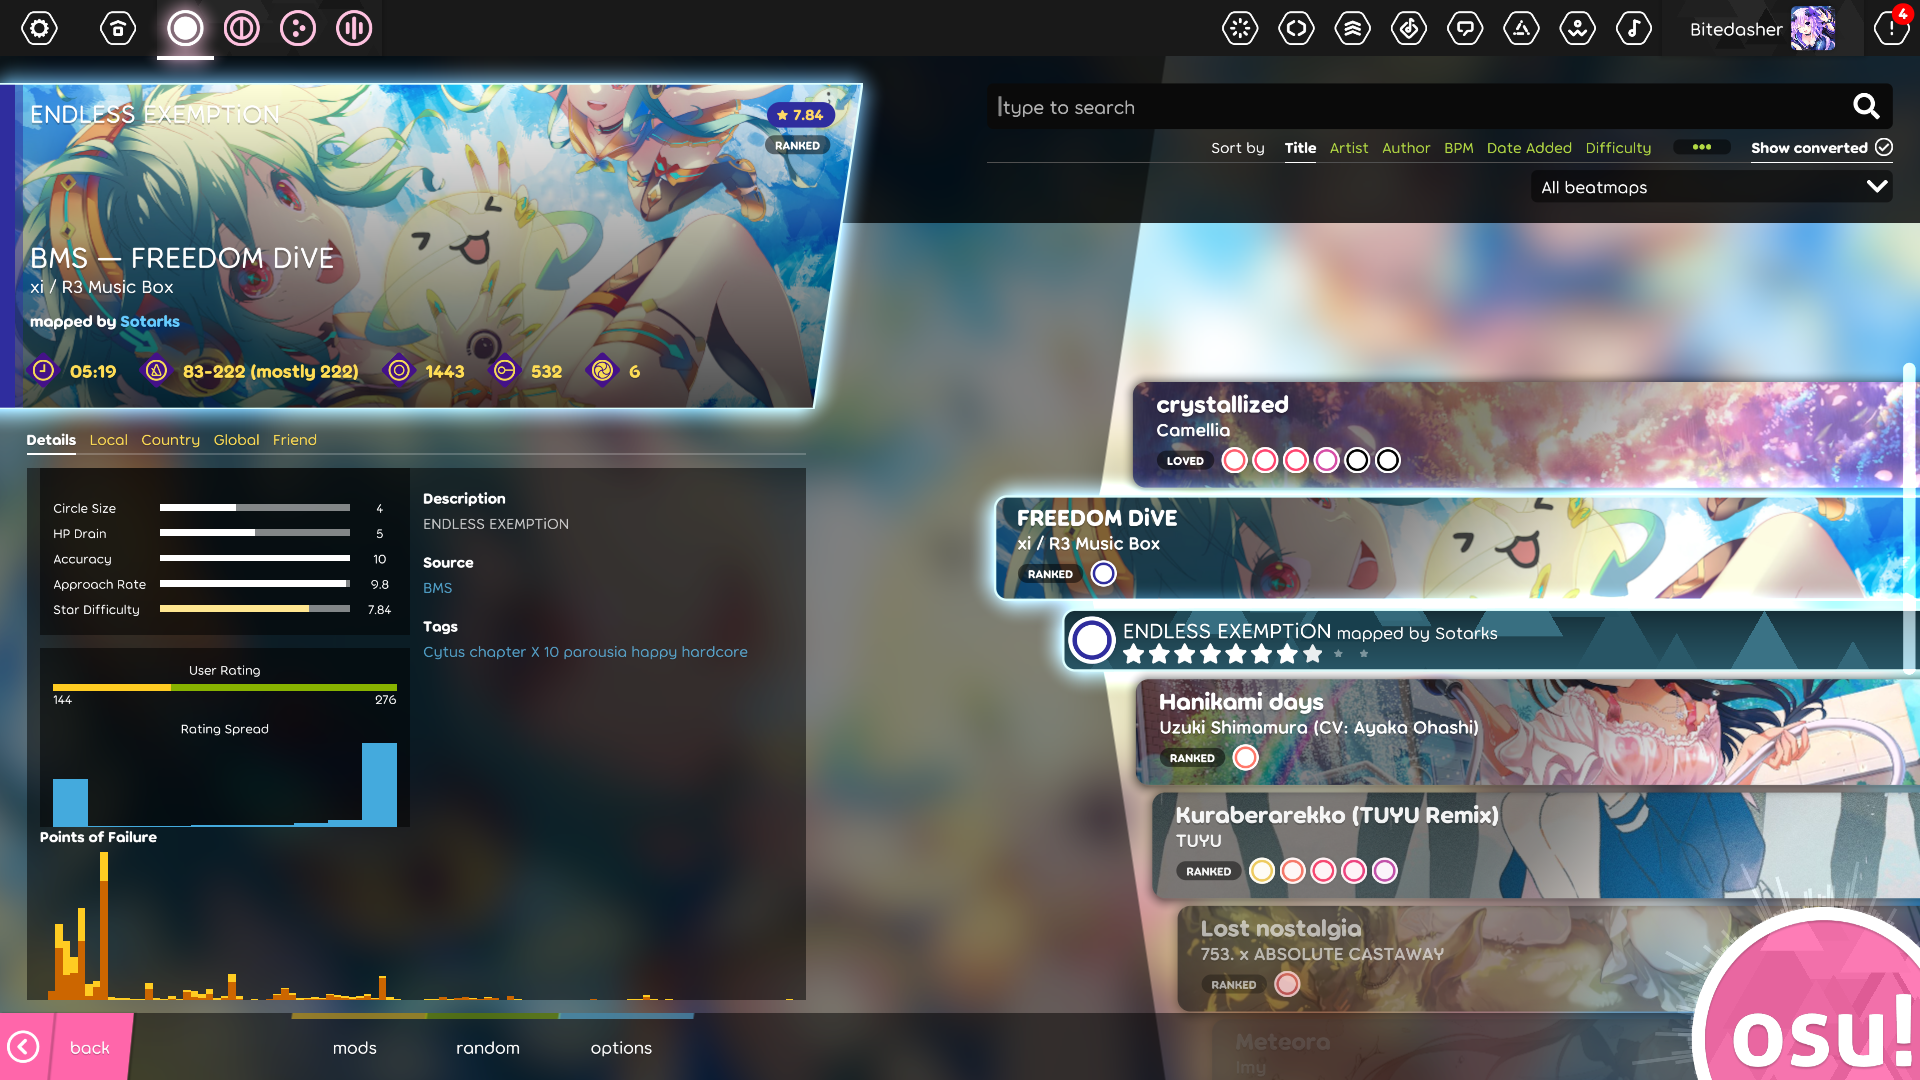 Bitedasher
4
ENDLESS EXEMPTiON
7.84
RANKED
BMS — FREEDOM DiVE
xi / R3 Music Box
mapped by Sotarks
05:19
83-222 (mostly 222)
1443
532
6
type to search
Sort by Title Artist Author BPM Date Added Difficulty Show converted
All beatmaps
Details Local Country Global Friend
Circle Size 4
HP Drain 5
Accuracy 10
Approach Rate 9.8
Star Difficulty 7.84
User Rating
144 276
Rating Spread
Points of Failure
Description
ENDLESS EXEMPTiON
Source
BMS
Tags
Cytus chapter X 10 parousia happy hardcore
crystallized
Camellia
LOVED
FREEDOM DiVE
xi / R3 Music Box
RANKED
ENDLESS EXEMPTiON mapped by Sotarks
Hanikami days
Uzuki Shimamura (CV: Ayaka Ohashi)
RANKED
Kuraberarekko (TUYU Remix)
TUYU
RANKED
Lost nostalgia
753. x ABSOLUTE CASTAWAY
RANKED
Meteora
Imy
back
mods
random
options
osu!